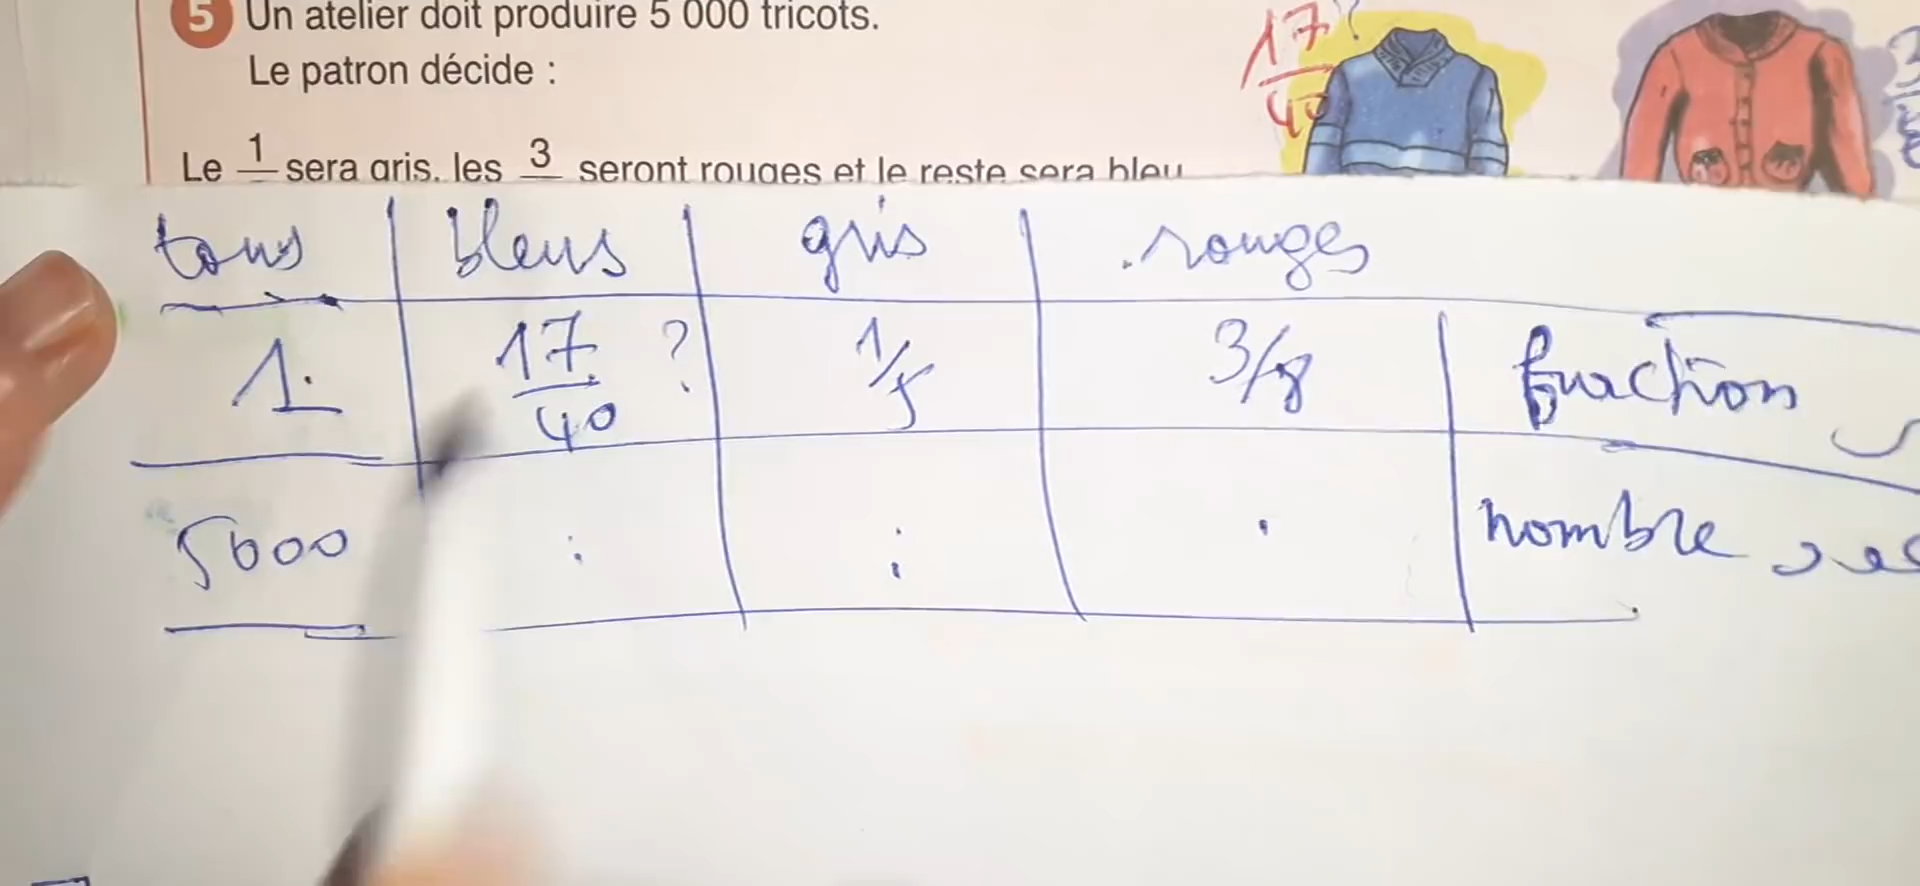 5 Un atelier doit produire 5 000 tricots.
Le patron décide :
Le 1 sera gris, les 3 seront rouges et le reste sera bleu
17 ?
40
tous bleus gris rouges
1 17/40 ? 1/5 3/8 fraction
5000 : : . nombre